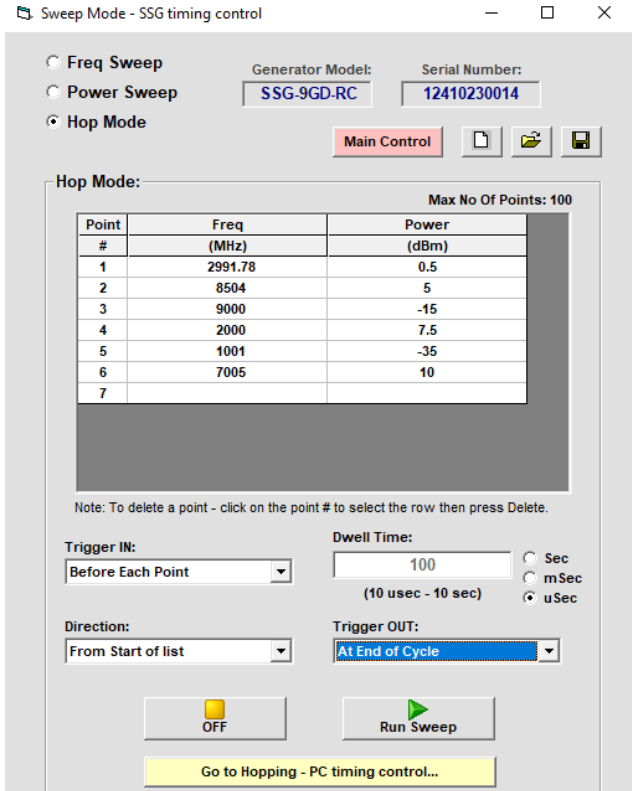 Sweep Mode - SSG timing control
Freq Sweep
Power Sweep
Hop Mode
Generator Model:
SSG-9GD-RC
Serial Number:
12410230014
Main Control
Hop Mode:
Max No Of Points: 100
Point Freq Power
# (MHz) (dBm)
1 2991.78 0.5
2 8504 5
3 9000 -15
4 2000 7.5
5 1001 -35
6 7005 10
7
Note: To delete a point - click on the point # to select the row then press Delete.
Trigger IN:
Before Each Point
Dwell Time:
100
(10 usec - 10 sec)
Sec
mSec
uSec
Direction:
From Start of list
Trigger OUT:
At End of Cycle
OFF
Run Sweep
Go to Hopping - PC timing control...